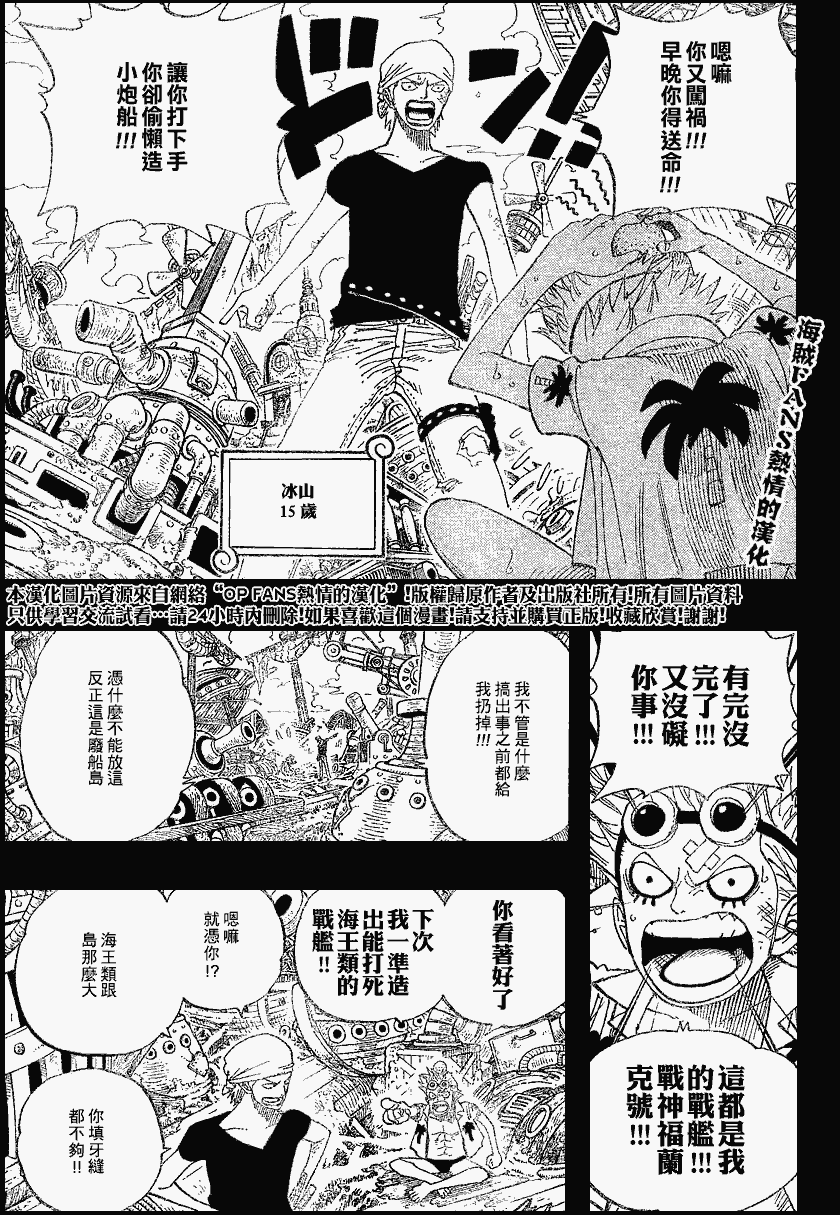 嗯嘛
你又闖禍!!!
早晚你得送命!!!
讓你打下手
你卻偷懶造
小炮船!!!
ドドン
冰山
15歲
海賊FANS熱情的漢化
本漢化圖片資源來自網絡“OP FANS熱情的漢化”!版權歸原作者及出版社所有!所有圖片資料
只供學習交流試看…請24小時內刪除!如果喜歡這個漫畫!請支持並購買正版!收藏欣賞!謝謝!
有完沒
完了!!!
又沒礙
你事!!!
這都是我
的戰艦!!!
戰神福蘭
克號!!!
我不管是什麼
搞出事之前都給
我扔掉!!!
憑什麼不能放這
反正這是廢船島
你看著好了
下次
我一準造
出能打死
海王類的
戰艦!!
嗯嘛
就憑你!?
海王類跟
島那麼大
你填牙縫
都不夠!!